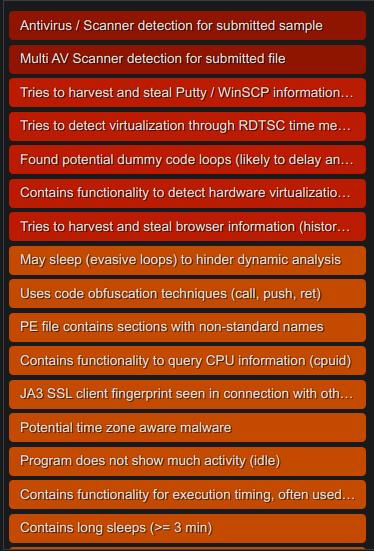 Antivirus / Scanner detection for submitted sample
Multi AV Scanner detection for submitted file
Tries to harvest and steal Putty / WinSCP information…
Tries to detect virtualization through RDTSC time me…
Found potential dummy code loops (likely to delay an…
Contains functionality to detect hardware virtualizatio…
Tries to harvest and steal browser information (histor…
May sleep (evasive loops) to hinder dynamic analysis
Uses code obfuscation techniques (call, push, ret)
PE file contains sections with non-standard names
Contains functionality to query CPU information (cpuid)
JA3 SSL client fingerprint seen in connection with oth…
Potential time zone aware malware
Program does not show much activity (idle)
Contains functionality for execution timing, often used…
Contains long sleeps (>= 3 min)